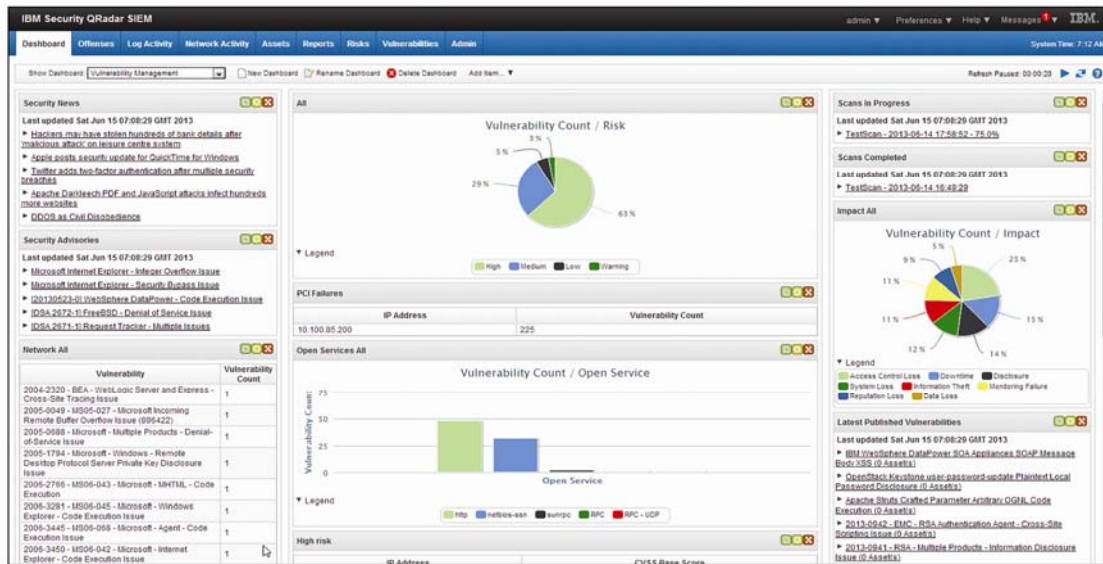 IBM Security QRadar SIEM
admin ▼ Preferences ▼ Help ▼ Messages 1 ▼ IBM.
Dashboard Offenses Log Activity Network Activity Assets Reports Risks Vulnerabilities Admin
System Time: 7:12 AM
Show Dashboard: Vulnerability Management New Dashboard Rename Dashboard Delete Dashboard Add Item... ▼
Refresh Paused: 00:00:20
Security News
Last updated Sat Jun 15 07:08:29 GMT 2013
Hackers may have stolen hundreds of bank details after
'malicious attack' on leisure centre system
Apple posts security update for QuickTime for Windows
Twitter adds two-factor authentication after multiple security
breaches
Apache Darkleech PDF and JavaScript attacks infect hundreds
more websites
DDOS as Civil Disobedience
Security Advisories
Last updated Sat Jun 15 07:08:29 GMT 2013
Microsoft Internet Explorer - Integer Overflow Issue
Microsoft Internet Explorer - Security Bypass Issue
[20130523-0] WebSphere DataPower - Code Execution Issue
[DSA 2672-1] FreeBSD - Denial of Service Issue
[DSA 2671-1] Request Tracker - Multiple Issues
Network All
Vulnerability
Vulnerability
Count
2004-2320 - BEA - WebLogic Server and Express -
Cross-Site Tracing Issue
1
2005-0049 - MS05-027 - Microsoft Incoming
Remote Buffer Overflow Issue (896422)
1
2005-0688 - Microsoft - Multiple Products - Denial-
of-Service Issue
1
2005-1794 - Microsoft - Windows - Remote
Desktop Protocol Server Private Key Disclosure
Issue
1
2006-2766 - MS06-043 - Microsoft - MHTML - Code
Execution
1
2006-3281 - MS06-045 - Microsoft - Windows
Explorer - Code Execution Issue
1
2006-3445 - MS06-068 - Microsoft - Agent - Code
Execution Issue
1
2006-3450 - MS06-042 - Microsoft - Internet
Explorer - Code Execution Issue
1
All
Vulnerability Count / Risk
3 %
5 %
29 %
63 %
Legend
High Medium Low Warning
PCI Failures
IP Address Vulnerability Count
10.100.85.200 225
Open Services All
Vulnerability Count / Open Service
Vulnerability Count
75
50
25
0
Open Service
Legend
http netbios-ssn sunrpc RPC RPC - UDP
High risk
IP Address CVSS Base Score
Scans In Progress
Last updated Sat Jun 15 07:08:29 GMT 2013
TestScan - 2013-06-14 17:58:52 - 75.0%
Scans Completed
Last updated Sat Jun 15 07:08:29 GMT 2013
TestScan - 2013-06-14 16:49:29
Impact All
Vulnerability Count / Impact
5 %
9 %
11 %
11 %
12 %
14 %
15 %
23 %
Legend
Access Control Loss Downtime Disclosure
System Loss Information Theft Monitoring Failure
Reputation Loss Data Loss
Latest Published Vulnerabilities
Last updated Sat Jun 15 07:08:29 GMT 2013
IBM WebSphere DataPower SOA Appliances SOAP Message
Body XSS (0 Asset(s)
OpenStack Keystone user-password-update Plaintext Local
Password Disclosure (0 Asset(s)
Apache Struts Crafted Parameter Arbitrary OGNL Code
Execution (0 Asset(s)
2013-0942 - EMC - RSA Authentication Agent - Cross-Site
Scripting Issue (0 Asset(s)
2013-0941 - RSA - Multiple Products - Information Disclosure
Issue (0 Asset(s)